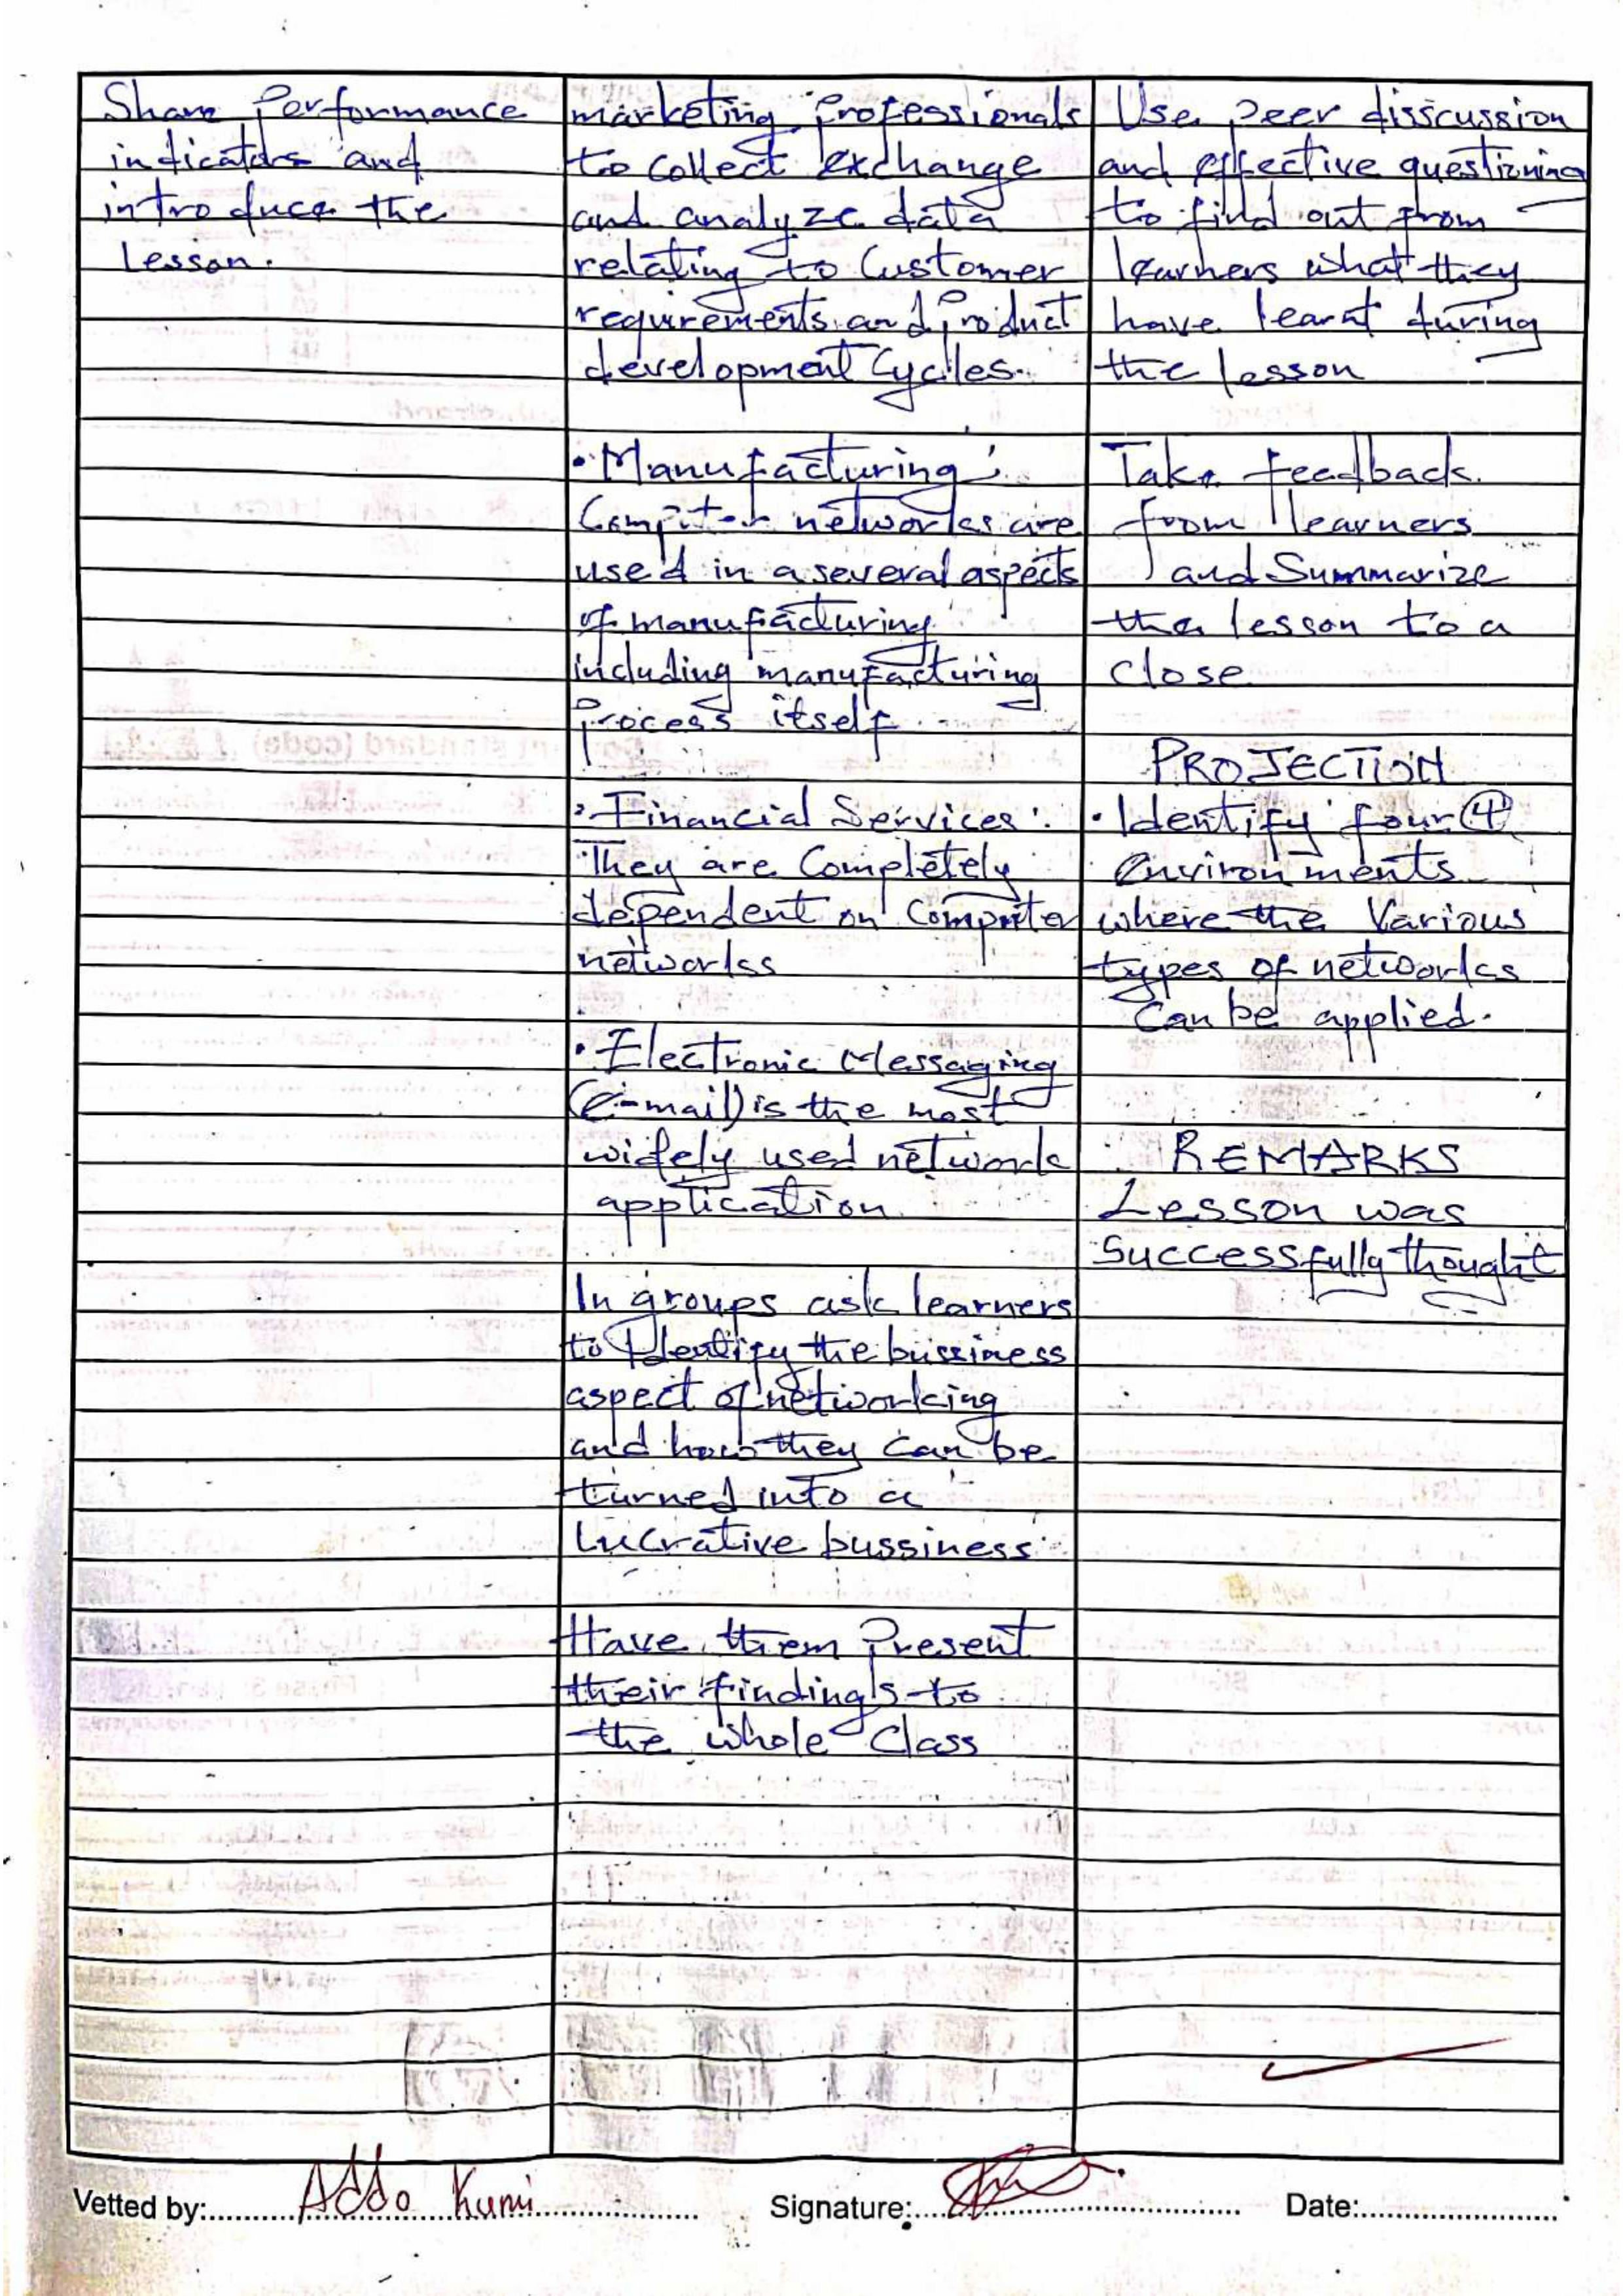 Share Performance
indicators and
introduce the
Lesson.
marketing Professionals
to collect exchange
and analyze data
relating to Customer
requirements and Product
development Cycles.
• Manufacturing:
Computer networks are
used in a several aspects
of manufacturing
including manufacturing
Process itself
• Financial Services:
They are Completely
dependent on Computer
networks
• Electronic Messaging
(e-mail) is the most
widely used network
application
In groups ask learners
to Identify the bussiness
aspect of networking
and how they can be
turned into a
Lucrative bussiness
Have them Present
their findings to
the whole Class
Use peer disscussion
and effective questioning
to find out from
learners what they
have learnt during
the lesson
Take feedback
from learners
and Summarize
the lesson to a
close
PROJECTION
• Identify four (4)
environments
where the Various
types of networks
Can be applied.
REMARKS
Lesson was
Successfully thought
Vetted by: Addo Kumi Signature: Date: